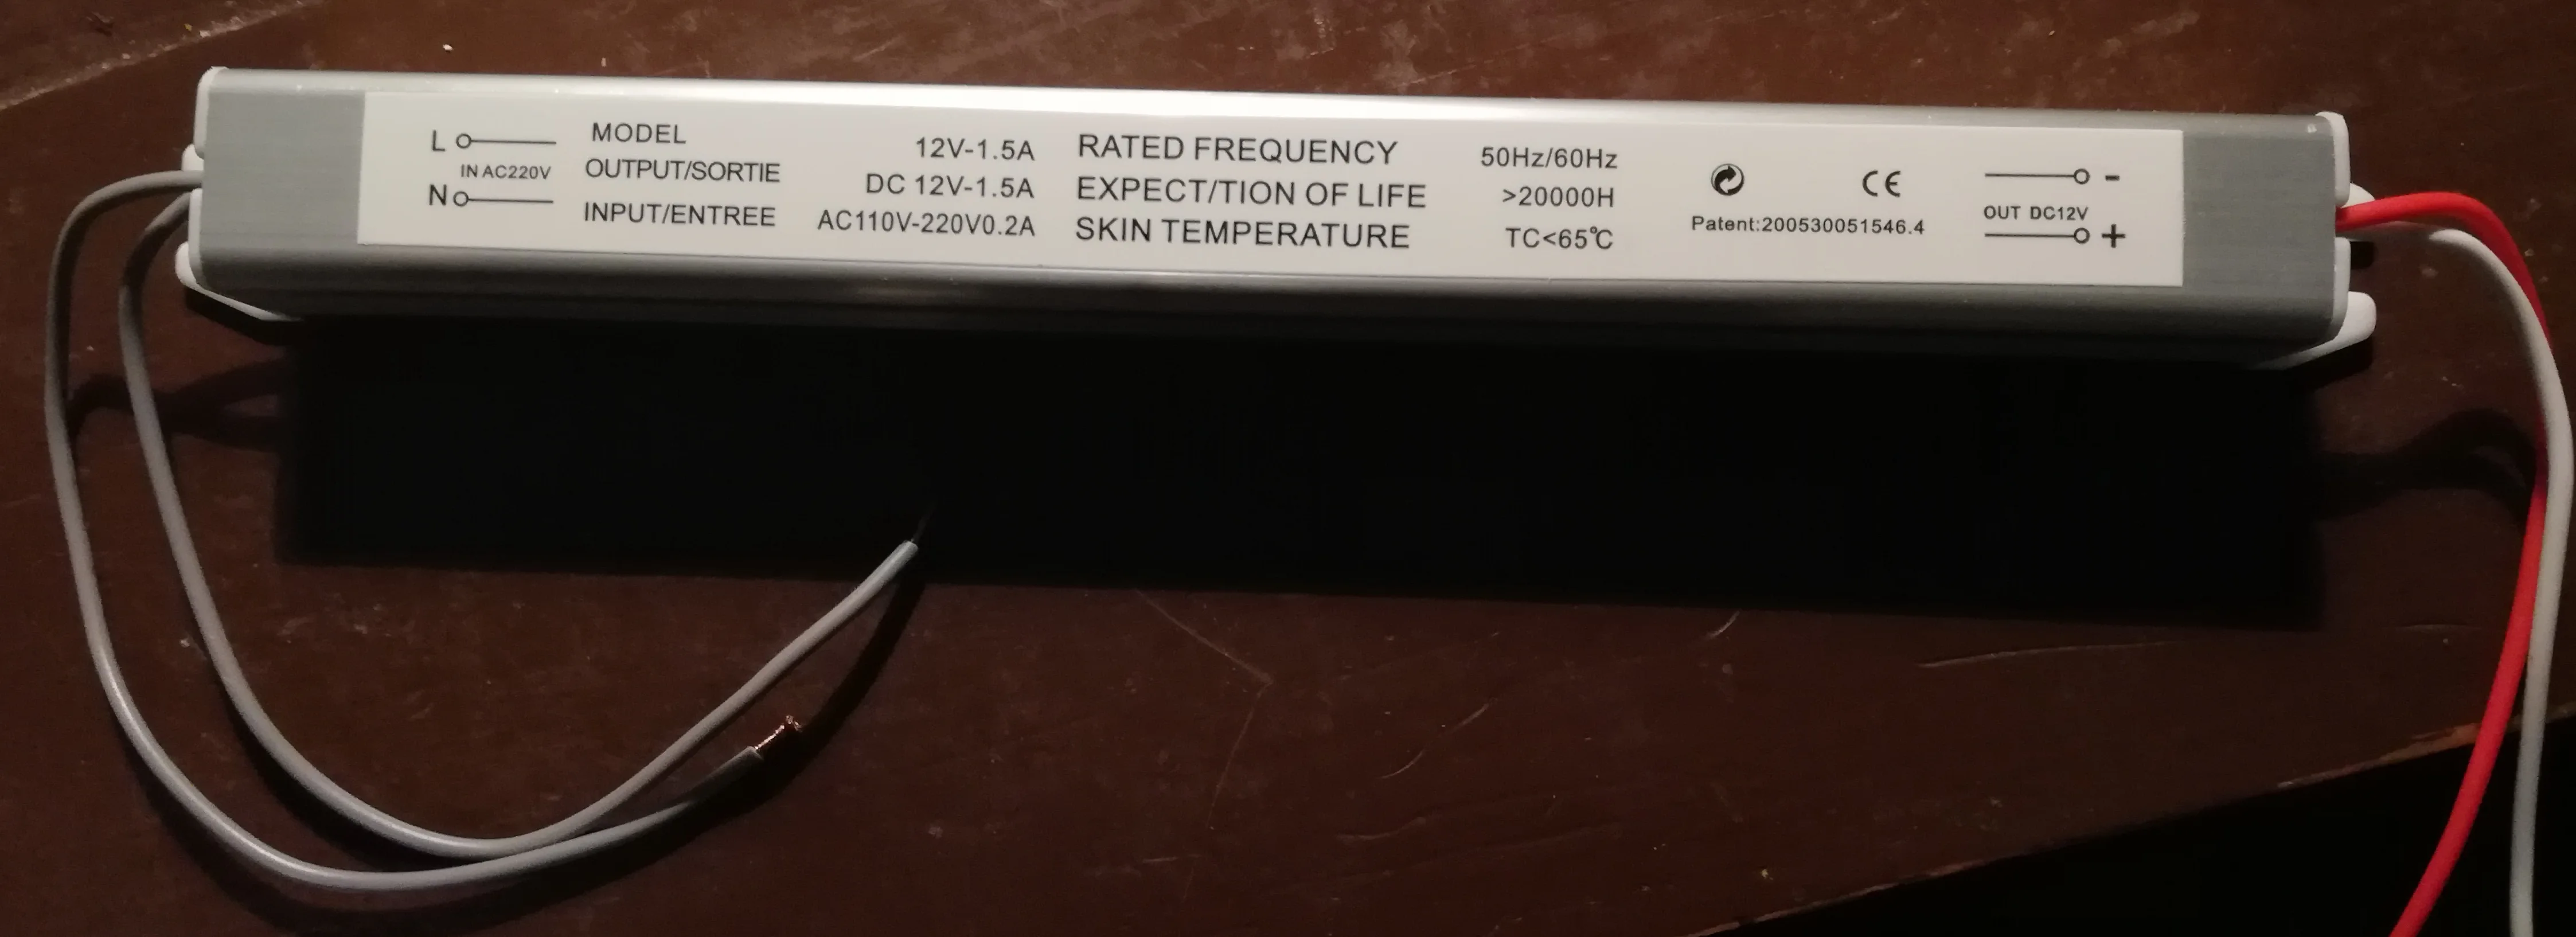 L
IN AC220V
N
MODEL 12V-1.5A
OUTPUT/SORTIE DC 12V-1.5A
INPUT/ENTREE AC110V-220V0.2A
RATED FREQUENCY 50Hz/60Hz
EXPECT/TION OF LIFE >20000H
SKIN TEMPERATURE TC<65℃
CE
Patent:200530051546.4
-
OUT DC12V
+